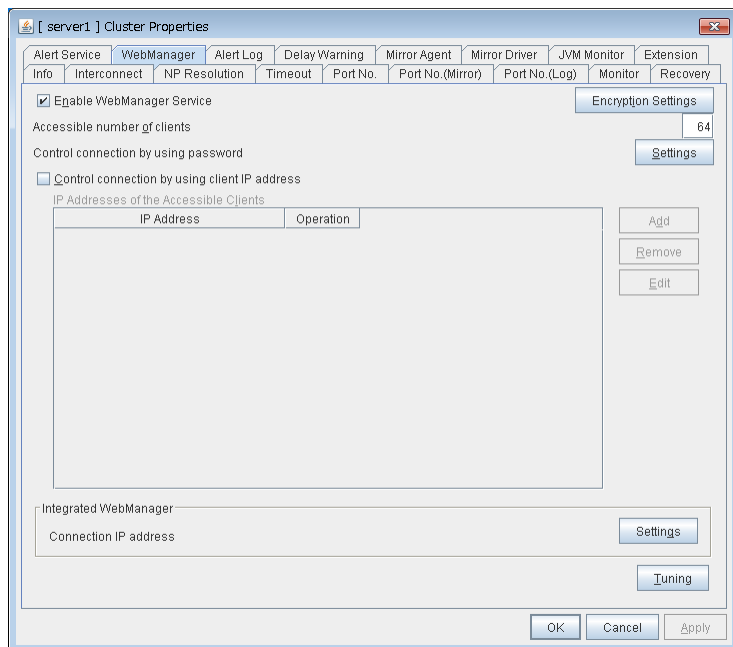 [ server1 ] Cluster Properties
Alert Service WebManager Alert Log Delay Warning Mirror Agent Mirror Driver JVM Monitor Extension
Info Interconnect NP Resolution Timeout Port No. Port No.(Mirror) Port No.(Log) Monitor Recovery
Enable WebManager Service Encryption Settings
Accessible number of clients 64
Control connection by using password Settings
Control connection by using client IP address
IP Addresses of the Accessible Clients
IP Address Operation
Add
Remove
Edit
Integrated WebManager
Connection IP address Settings
Tuning
OK Cancel Apply